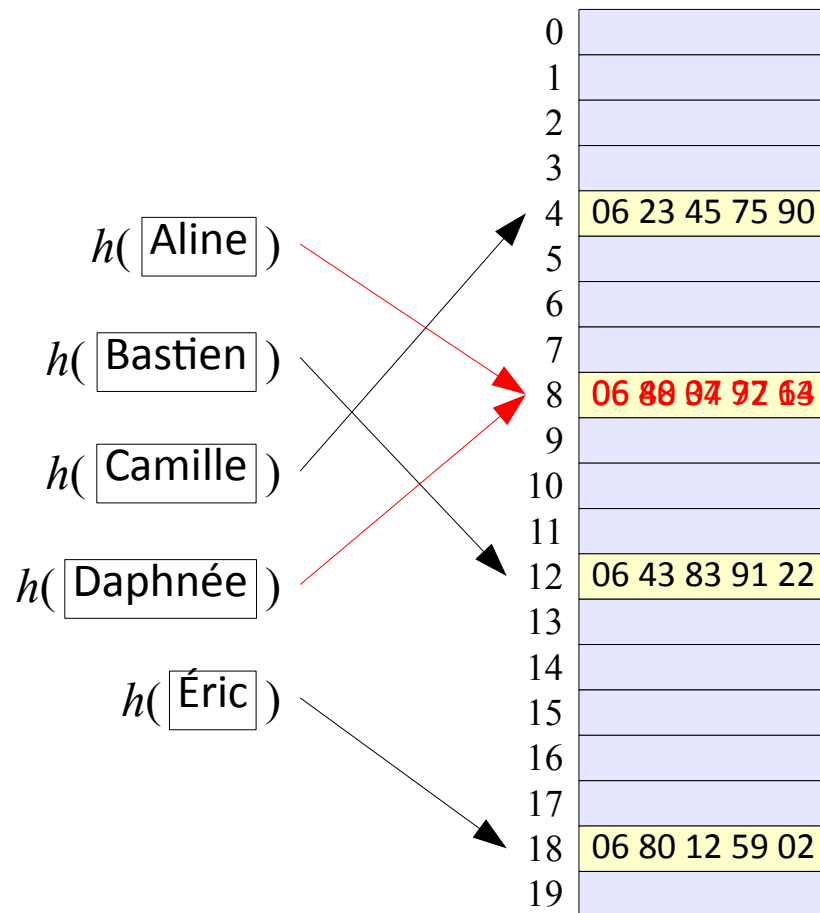 0
1
2
3
4 06 23 45 75 90
h( Aline )
5
6
h( Bastien )
7
8 06
9
h( Camille )
10
11
12 06 43 83 91 22
h( Daphnée )
13
14
h( Éric )
15
16
17
18 06 80 12 59 02
19